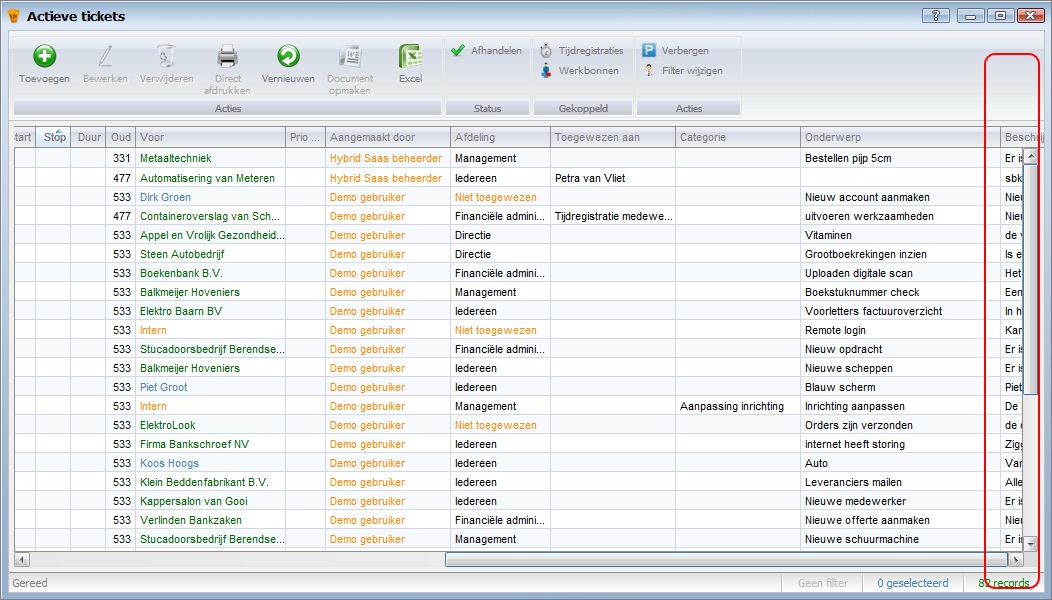 Actieve tickets
Toevoegen Bewerken Verwijderen Direct afdrukken Vernieuwen Document opmaken Excel
Afhandelen
Tijdregistraties
Werkbonnen
Verbergen
Filter wijzigen
Acties Status Gekoppeld Acties
tart Stop Duur Oud Voor Prio ... Aangemaakt door Afdeling Toegewezen aan Categorie Onderwerp Beschrij
331 Metaaltechniek Hybrid Saas beheerder Management Bestellen pijp 5cm Er is
477 Automatisering van Meteren Hybrid Saas beheerder Iedereen Petra van Vliet sbk
533 Dirk Groen Demo gebruiker Niet toegewezen Nieuw account aanmaken Nieu
477 Containeroverslag van Sch... Demo gebruiker Financiële admini... Tijdregistratie medewe... uitvoeren werkzaamheden Nieu
533 Appel en Vrolijk Gezondheid... Demo gebruiker Directie Vitaminen de v
533 Steen Autobedrijf Demo gebruiker Directie Grootboekrekingen inzien Is e
533 Boekenbank B.V. Demo gebruiker Financiële admini... Uploaden digitale scan Het
533 Balkmeijer Hoveniers Demo gebruiker Management Boekstuknummer check Een
533 Elektro Baarn BV Demo gebruiker Iedereen Voorletters factuuroverzicht In h
533 Intern Demo gebruiker Niet toegewezen Remote login Kan
533 Stucadoorsbedrijf Berendse... Demo gebruiker Financiële admini... Nieuw opdracht Er is
533 Balkmeijer Hoveniers Demo gebruiker Iedereen Nieuwe scheppen Er is
533 Piet Groot Demo gebruiker Iedereen Blauw scherm Piet
533 Intern Demo gebruiker Management Aanpassing inrichting Inrichting aanpassen De
533 ElektroLook Demo gebruiker Niet toegewezen Orders zijn verzonden de
533 Firma Bankschroef NV Demo gebruiker Iedereen internet heeft storing Zigg
533 Koos Hoogs Demo gebruiker Iedereen Auto Van
533 Klein Beddenfabrikant B.V. Demo gebruiker Iedereen Leveranciers mailen Alle
533 Kappersalon van Gooi Demo gebruiker Iedereen Nieuwe medewerker Er is
533 Verlinden Bankzaken Demo gebruiker Financiële admini... Nieuwe offerte aanmaken Nieu
533 Stucadoorsbedrijf Berendse... Demo gebruiker Management Nieuwe schuurmachine Er is
Gereed Geen filter 0 geselecteerd 82 records